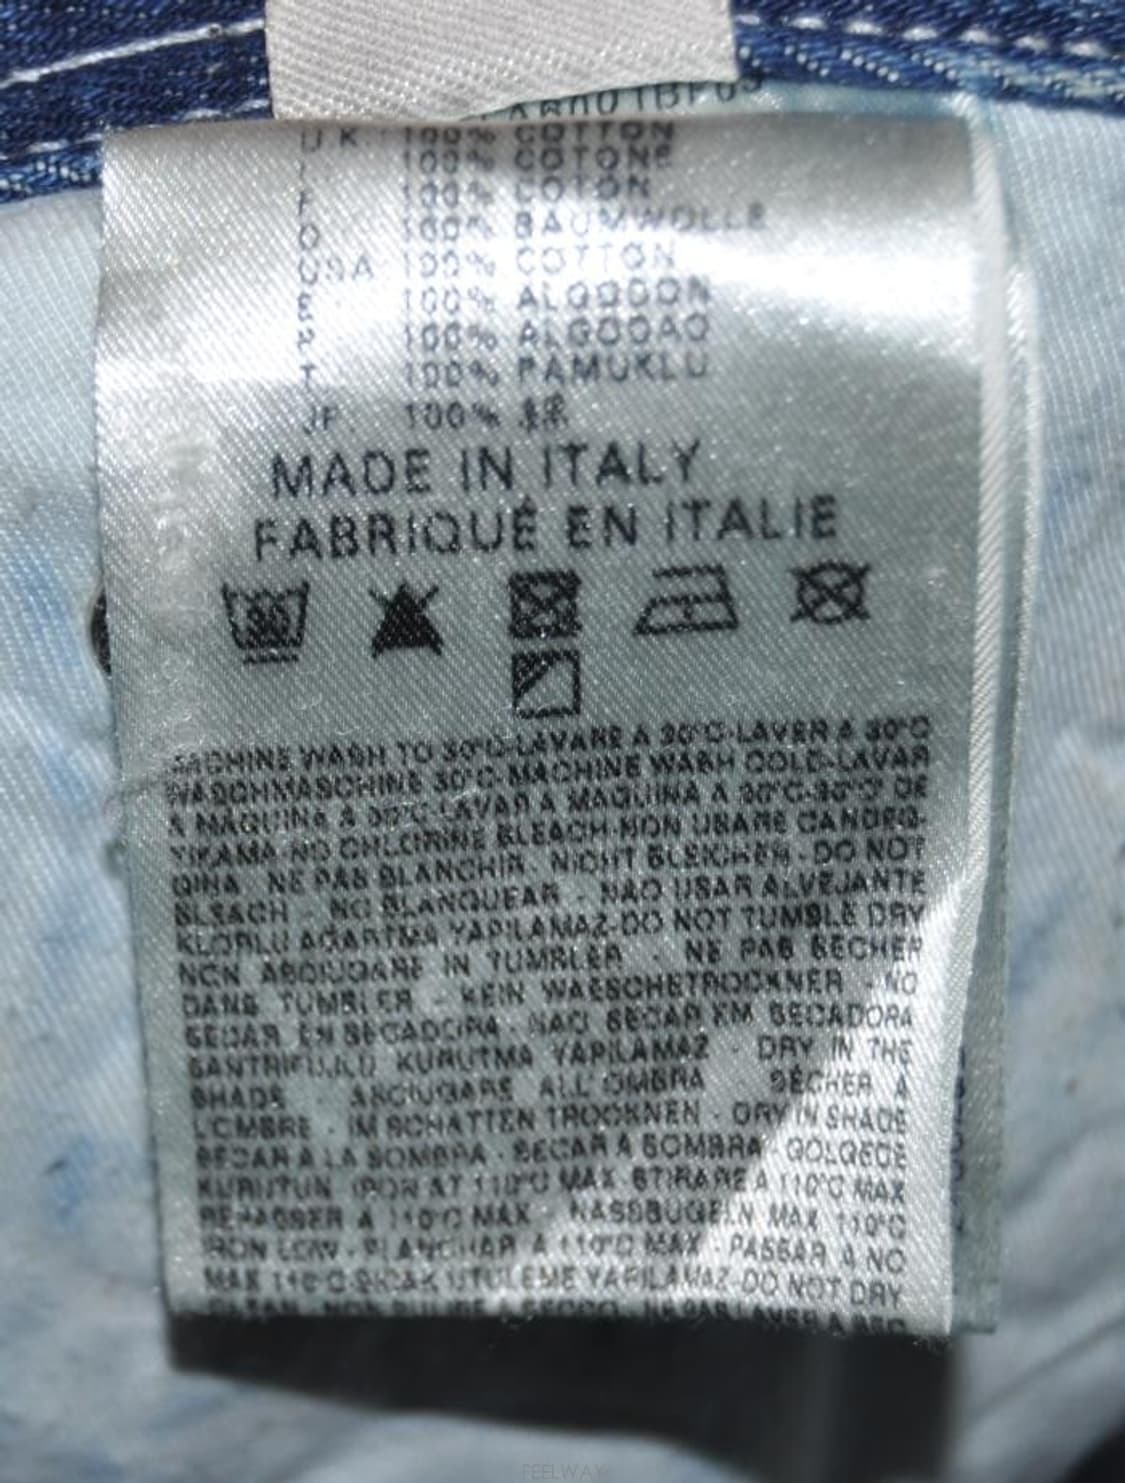 UK 100% COTTON
I 100% COTONE
F 100% COTON
D 100% BAUMWOLLE
USA 100% COTTON
E 100% ALGODON
P 100% ALGODAO
T 100% PAMUKLU
JP. 100% 綿
MADE IN ITALY
FABRIQUÉ EN ITALIE
30
MACHINE WASH TO 30°C-LAVARE A 30°C-LAVER A 30°C
WASCHMASCHINE 30°C-MACHINE WASH COLD-LAVAR
A MAQUINA A 30°C-LAVAR A MAQUINA A 30°C-30°C' DE
YIKAMA-NO CHLORINE BLEACH-NON USARE CANDEG-
GINA NE PAS BLANCHIR NICHT BLEICHEN - DO NOT
BLEACH - NO BLANQUEAR - NAO USAR ALVEJANTE
KLORLU AGARTMA YAPILAMAZ-DO NOT TUMBLE DRY
NON ASCIUGARE IN TUMBLER - NE PAS SECHER
DANS TUMBLER - KEIN WAESCHETROCKNER - NO
SECAR EN SECADORA - NAO SECAR EM SECADORA
SANTRIFUJLU KURUTMA YAPILAMAZ - DRY IN THE
SHADE ASCIUGARE ALL'OMBRA SÉCHER A
L'OMBRE - IM SCHATTEN TROCKNEN - DRY IN SHADE
SECAR A LA SOMBRA - SECAR A SOMBRA - GOLGEDE
KURUTUN IRON AT 110°C MAX STIRARE A 110°C MAX
REPASSER A 110°C MAX - NASSBUGELN MAX 110°C
IRON LOW - PLANCHAR A 110°C MAX - PASSAR A NO
MAX 110°C-SICAK UTULEME YAPILAMAZ-DO NOT DRY
FEELWAY